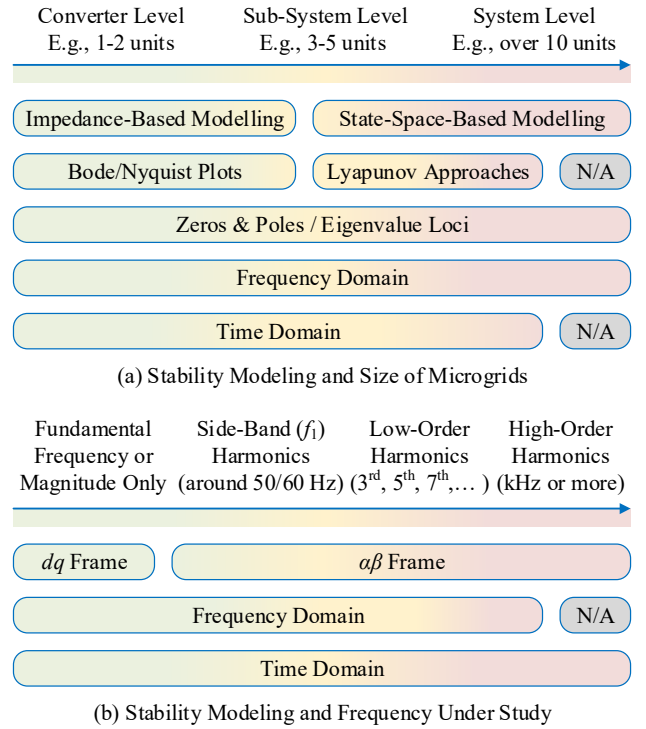 Converter Level Sub-System Level System Level
E.g., 1-2 units E.g., 3-5 units E.g., over 10 units
Impedance-Based Modelling State-Space-Based Modelling
Bode/Nyquist Plots Lyapunov Approaches N/A
Zeros & Poles / Eigenvalue Loci
Frequency Domain
Time Domain N/A
(a) Stability Modeling and Size of Microgrids
Fundamental Side-Band (f₁) Low-Order High-Order
Frequency or Harmonics Harmonics Harmonics
Magnitude Only (around 50/60 Hz) (3rd, 5th, 7th,… ) (kHz or more)
dq Frame αβ Frame
Frequency Domain N/A
Time Domain
(b) Stability Modeling and Frequency Under Study